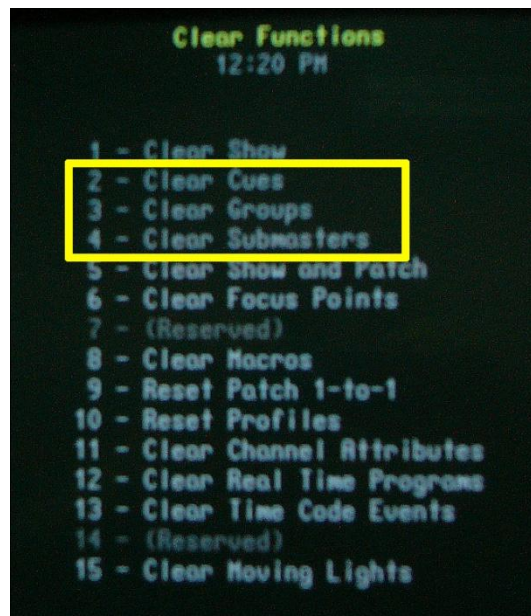 Clear Functions
12:20 PM
1 - Clear Show
2 - Clear Cues
3 - Clear Groups
4 - Clear Submasters
5 - Clear Show and Patch
6 - Clear Focus Points
7 - (Reserved)
8 - Clear Macros
9 - Reset Patch 1-to-1
10 - Reset Profiles
11 - Clear Channel Attributes
12 - Clear Real Time Programs
13 - Clear Time Code Events
14 - (Reserved)
15 - Clear Moving Lights